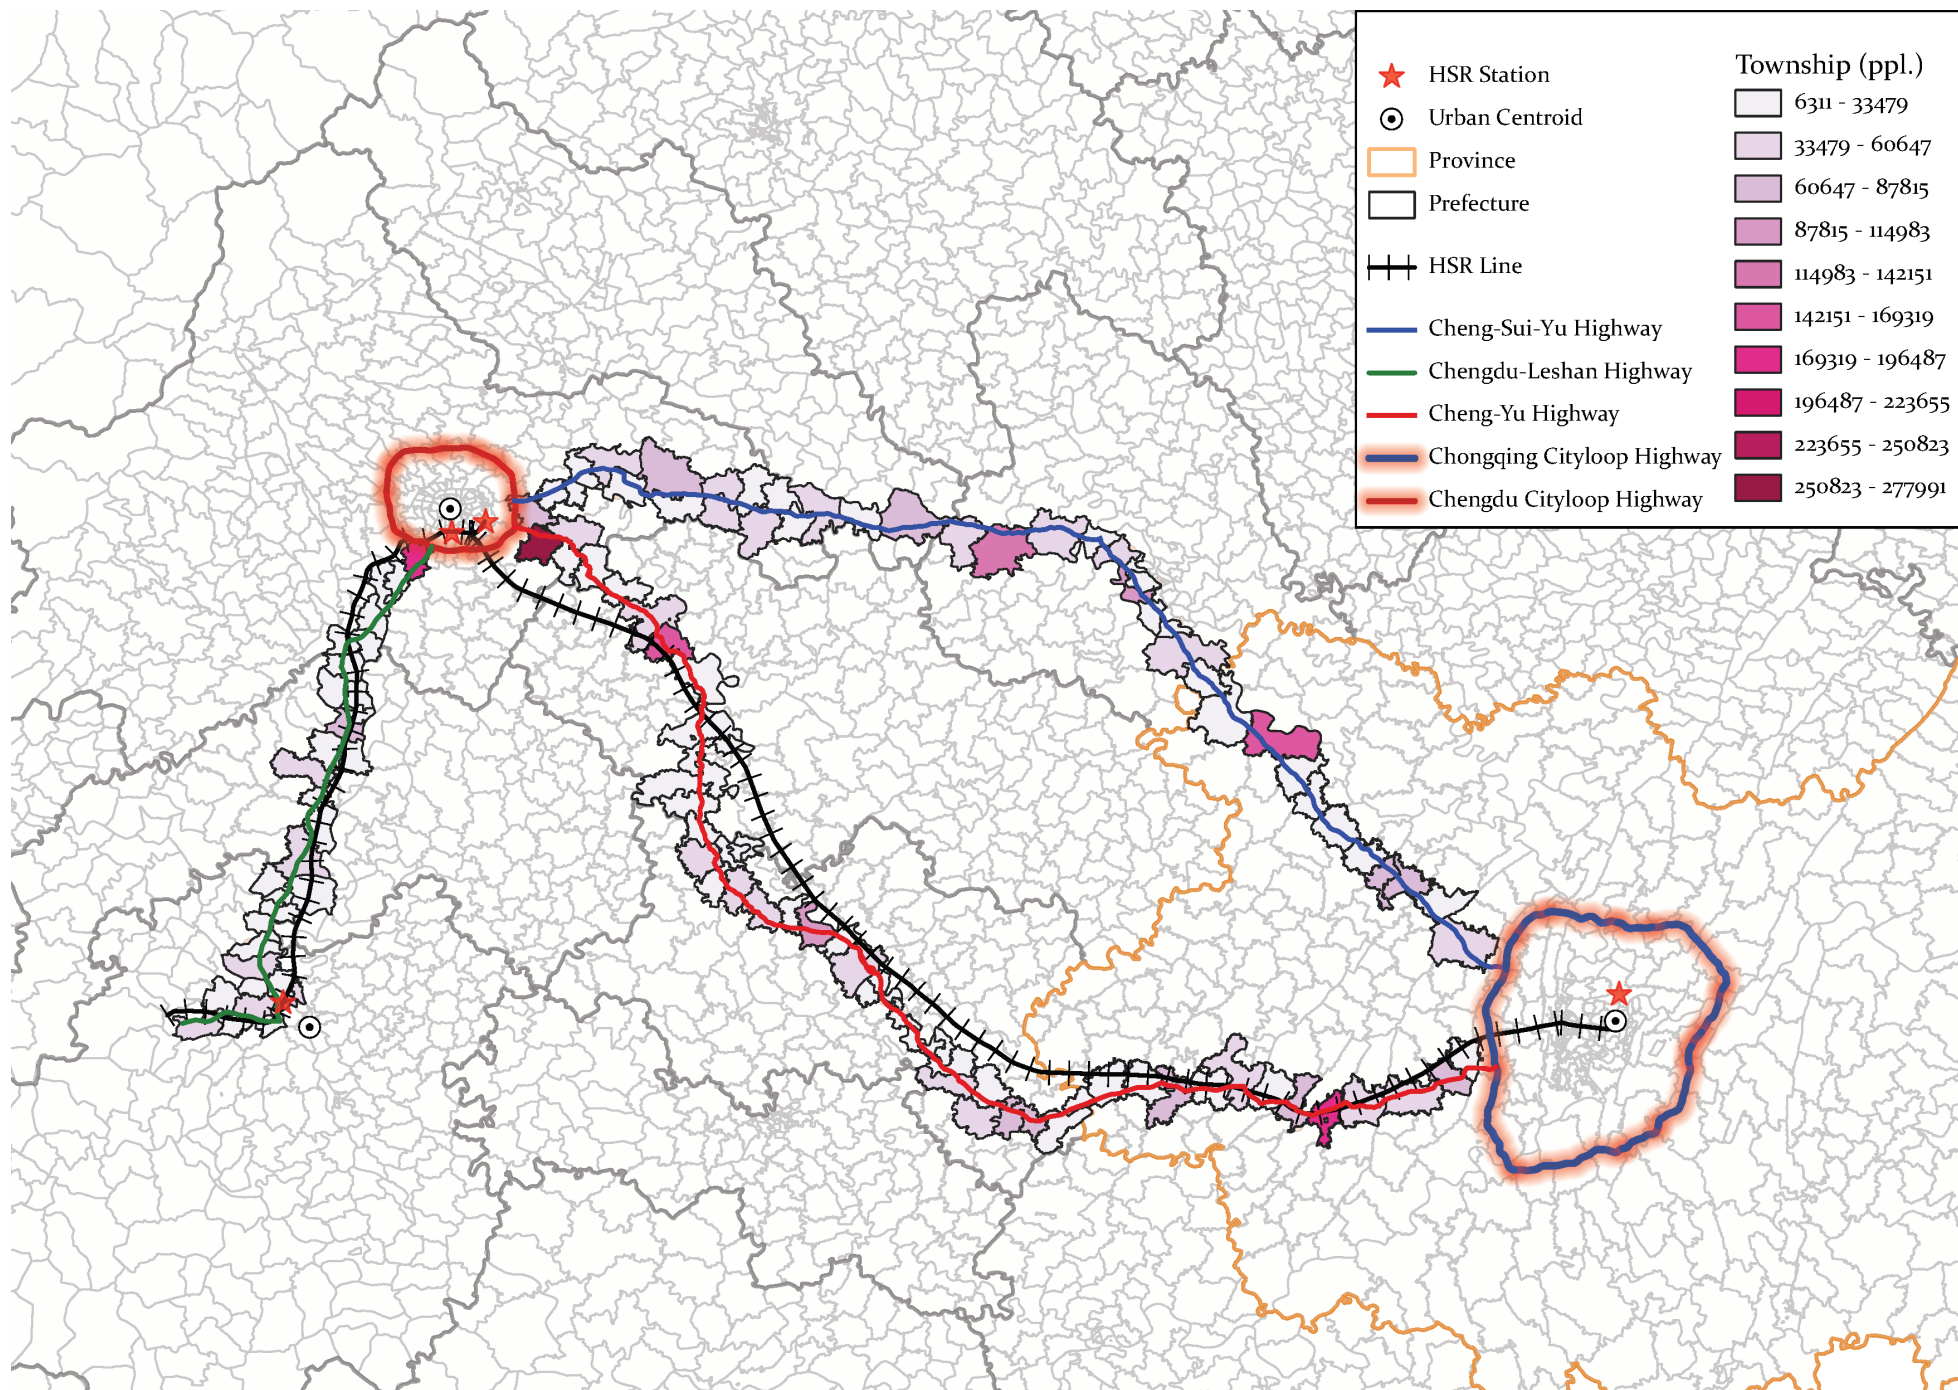 HSR Station
Urban Centroid
Province
Prefecture
HSR Line
Cheng-Sui-Yu Highway
Chengdu-Leshan Highway
Cheng-Yu Highway
Chongqing Cityloop Highway
Chengdu Cityloop Highway
Township (ppl.)
6311 - 33479
33479 - 60647
60647 - 87815
87815 - 114983
114983 - 142151
142151 - 169319
169319 - 196487
196487 - 223655
223655 - 250823
250823 - 277991